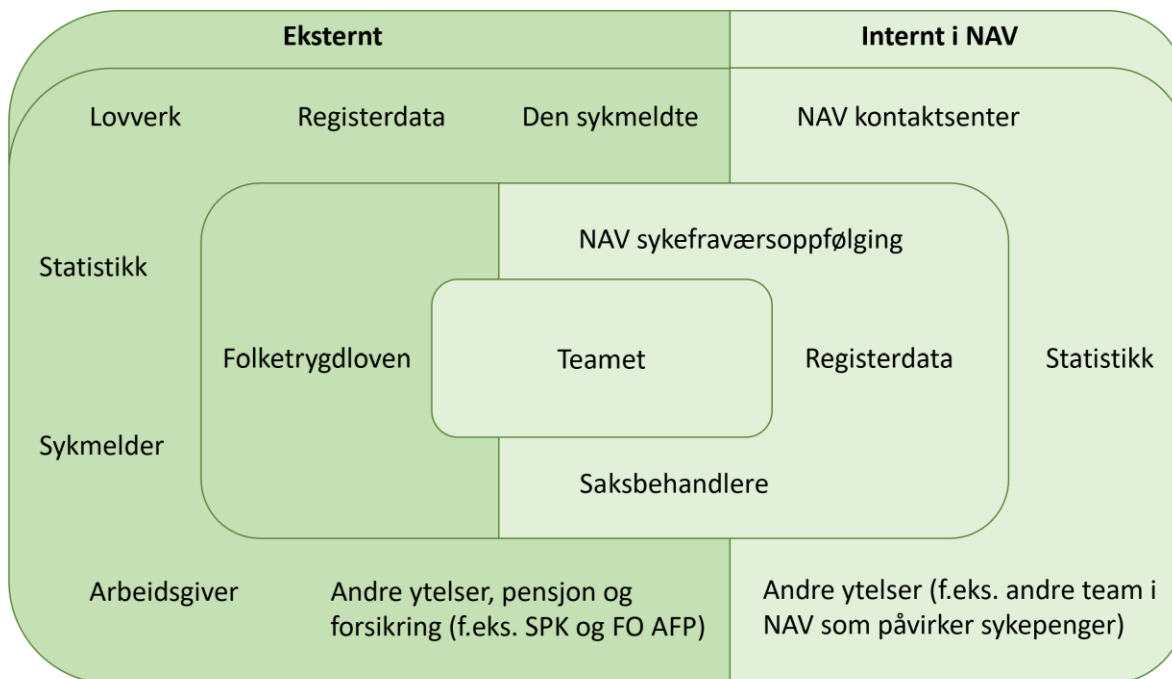 Eksternt
Internt i NAV
Lovverk
Registerdata
Den sykmeldte
NAV kontaktsenter
NAV sykefraværsoppfølging
Statistikk
Folketrygdloven
Teamet
Registerdata
Statistikk
Sykmelder
Saksbehandlere
Arbeidsgiver
Andre ytelser, pensjon og
forsikring (f.eks. SPK og FO AFP)
Andre ytelser (f.eks. andre team i
NAV som påvirker sykepenger)